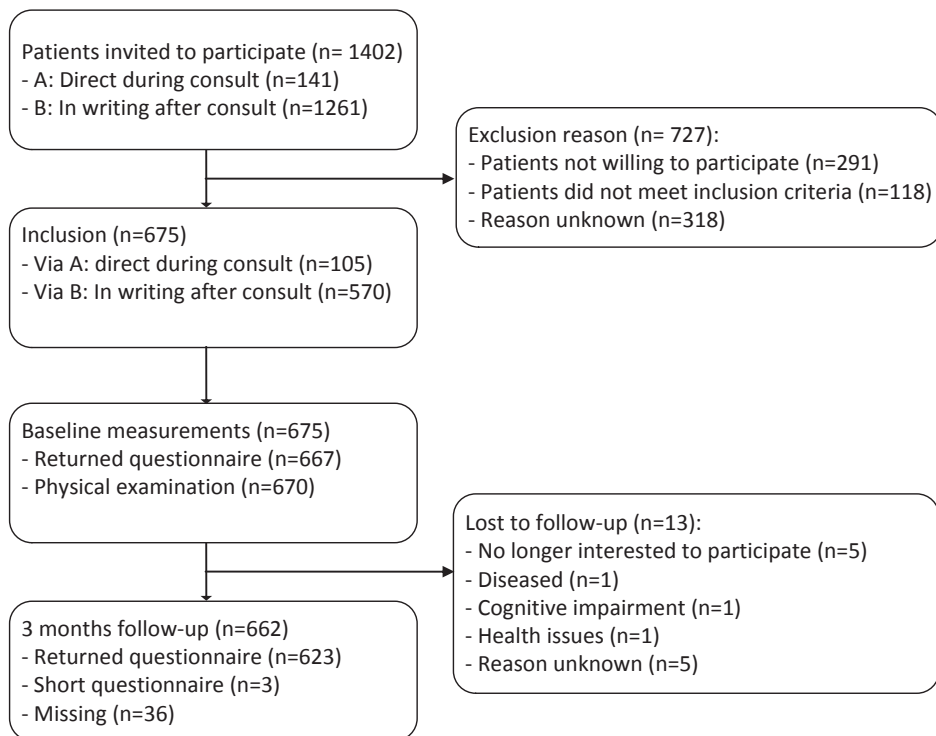 Patients invited to participate (n= 1402)
- A: Direct during consult (n=141)
- B: In writing after consult (n=1261)
Exclusion reason (n= 727):
- Patients not willing to participate (n=291)
- Patients did not meet inclusion criteria (n=118)
- Reason unknown (n=318)
Inclusion (n=675)
- Via A: direct during consult (n=105)
- Via B: In writing after consult (n=570)
Baseline measurements (n=675)
- Returned questionnaire (n=667)
- Physical examination (n=670)
Lost to follow-up (n=13):
- No longer interested to participate (n=5)
- Diseased (n=1)
- Cognitive impairment (n=1)
- Health issues (n=1)
- Reason unknown (n=5)
3 months follow-up (n=662)
- Returned questionnaire (n=623)
- Short questionnaire (n=3)
- Missing (n=36)